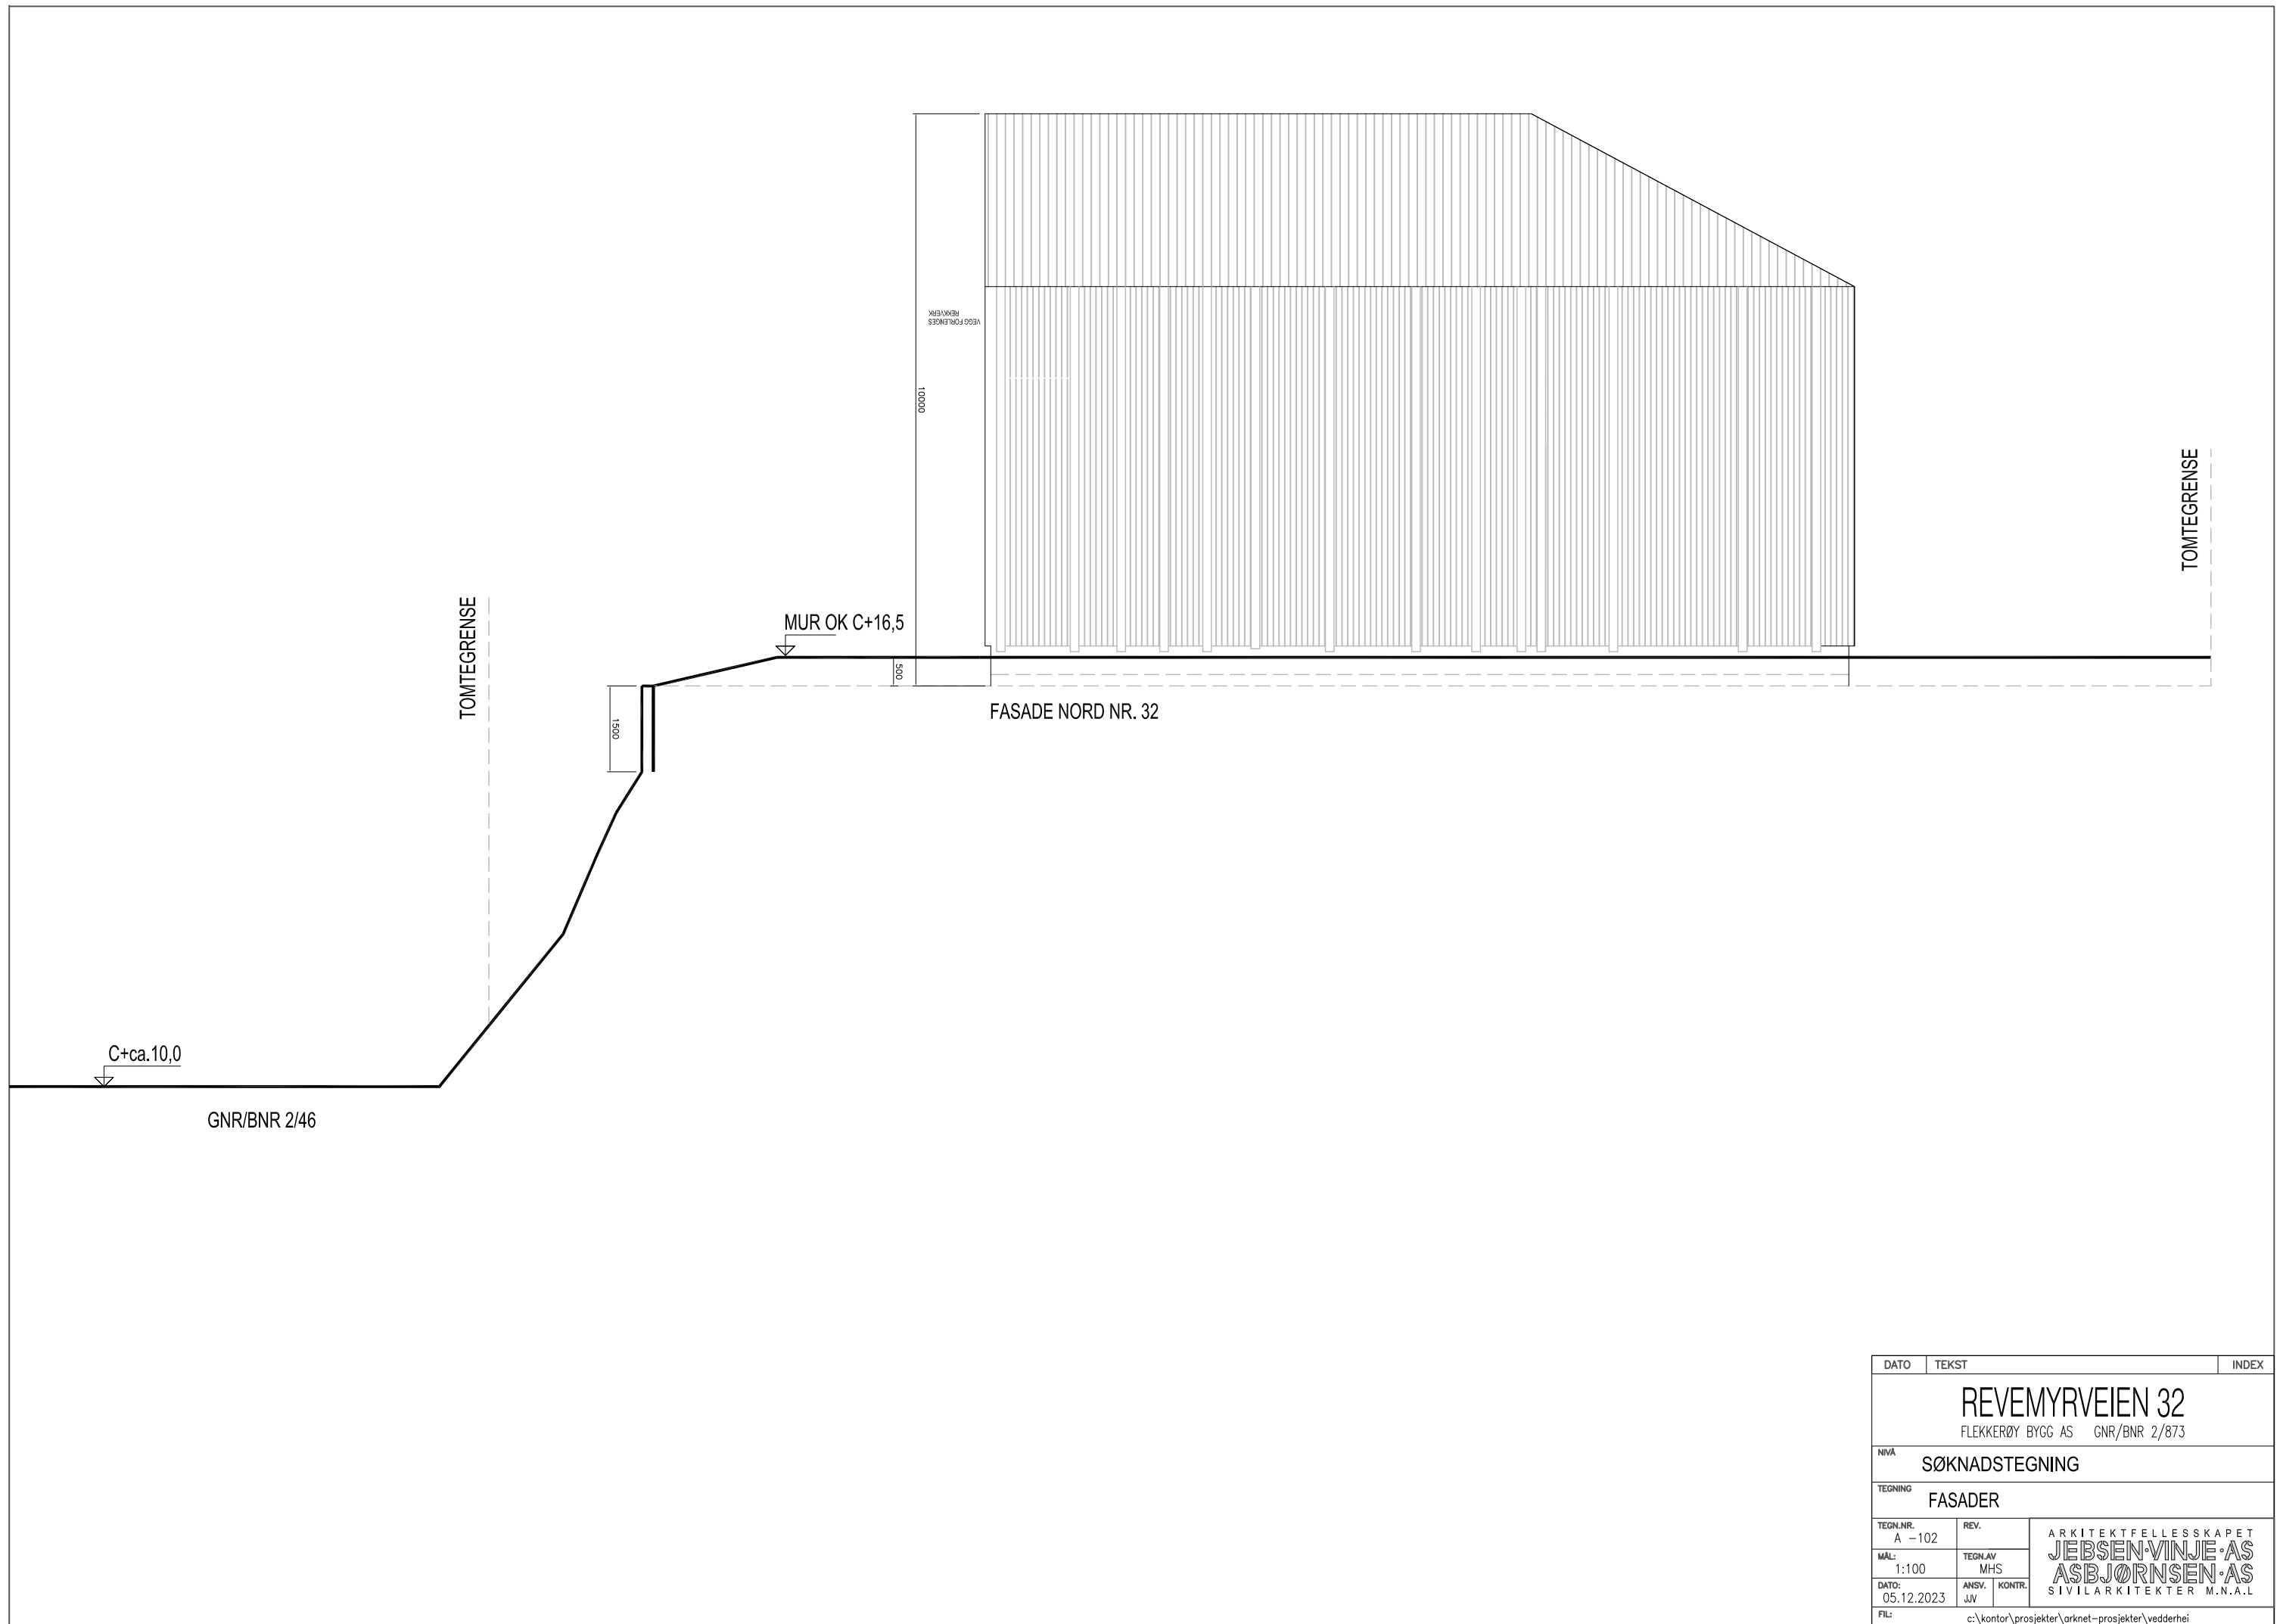 VEGG FORLENGES
REKKVERK
10000
TOMTEGRENSE
TOMTEGRENSE
MUR OK C+16,5
500
1500
FASADE NORD NR. 32
C+ca.10,0
GNR/BNR 2/46
DATO TEKST INDEX
REVEMYRVEIEN 32
FLEKKERØY BYGG AS GNR/BNR 2/873
NIVÅ
SØKNADSTEGNING
TEGNING
FASADER
TEGN.NR. REV.
A -102
MÅL: TEGN.AV
1:100 MHS
DATO: ANSV. KONTR.
05.12.2023 JJV
ARKITEKTFELLESSKAPET
JEBSEN·VINJE·AS
ASBJØRNSEN·AS
SIVILARKITEKTER M.N.A.L
FIL: c:\kontor\prosjekter\arknet-prosjekter\vedderhei